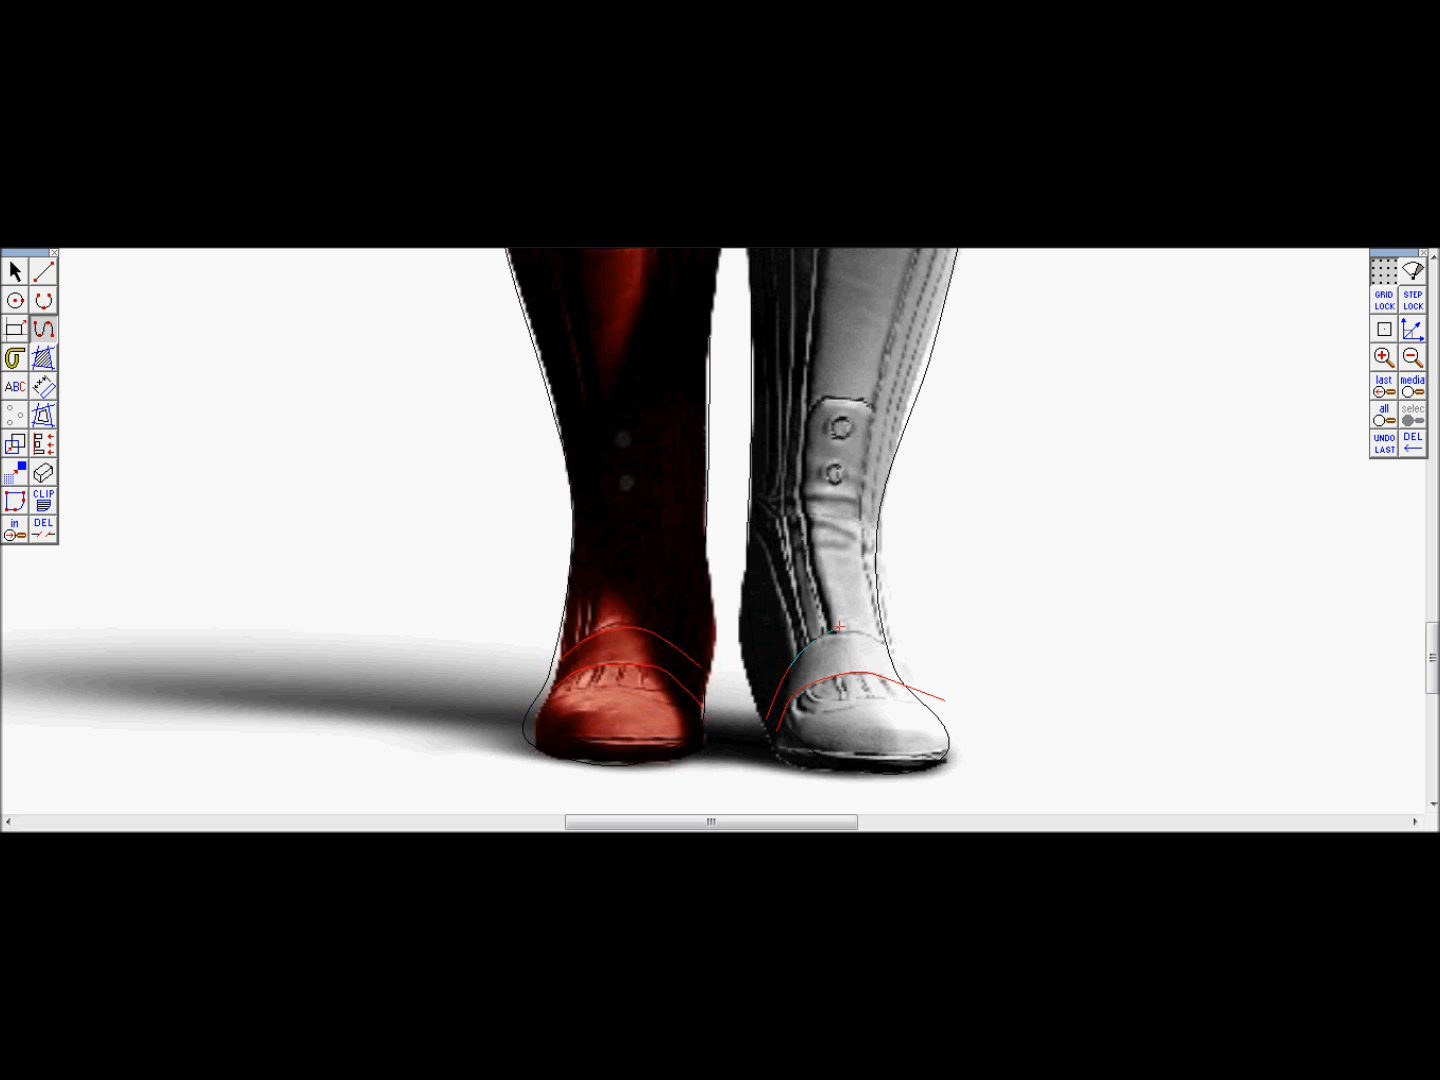 ABC
CLIP
in
DEL
GRID
LOCK
STEP
LOCK
last
media
all
selec
UNDO
LAST
DEL